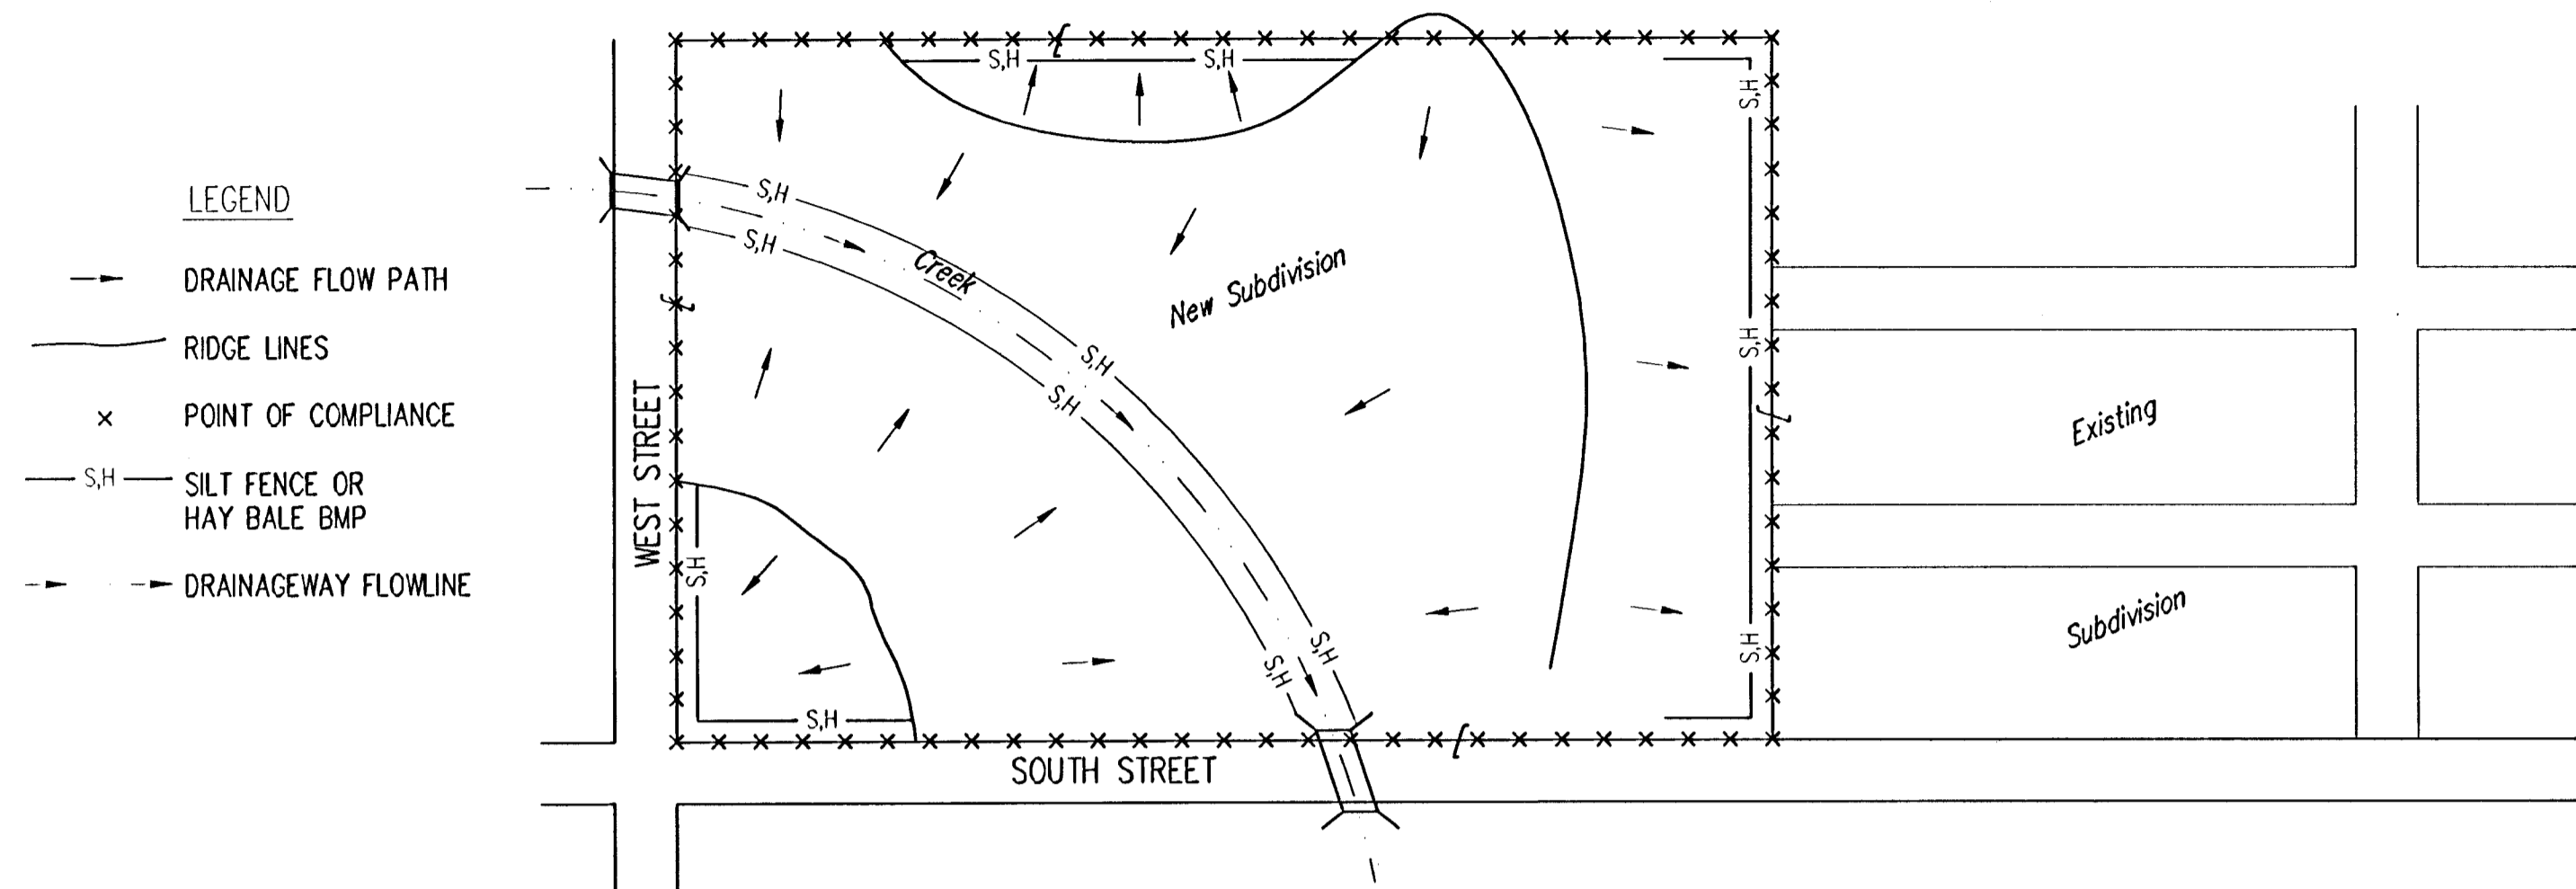 LEGEND
DRAINAGE FLOW PATH
RIDGE LINES
× POINT OF COMPLIANCE
S,H SILT FENCE OR
HAY BALE BMP
DRAINAGEWAY FLOWLINE
S,H
S,H
S,H
S,H
S,H
Creek
New Subdivision
S,H
S,H
S,H
WEST STREET
S,H
S,H
S,H
S,H
S,H
SOUTH STREET
Existing
Subdivision